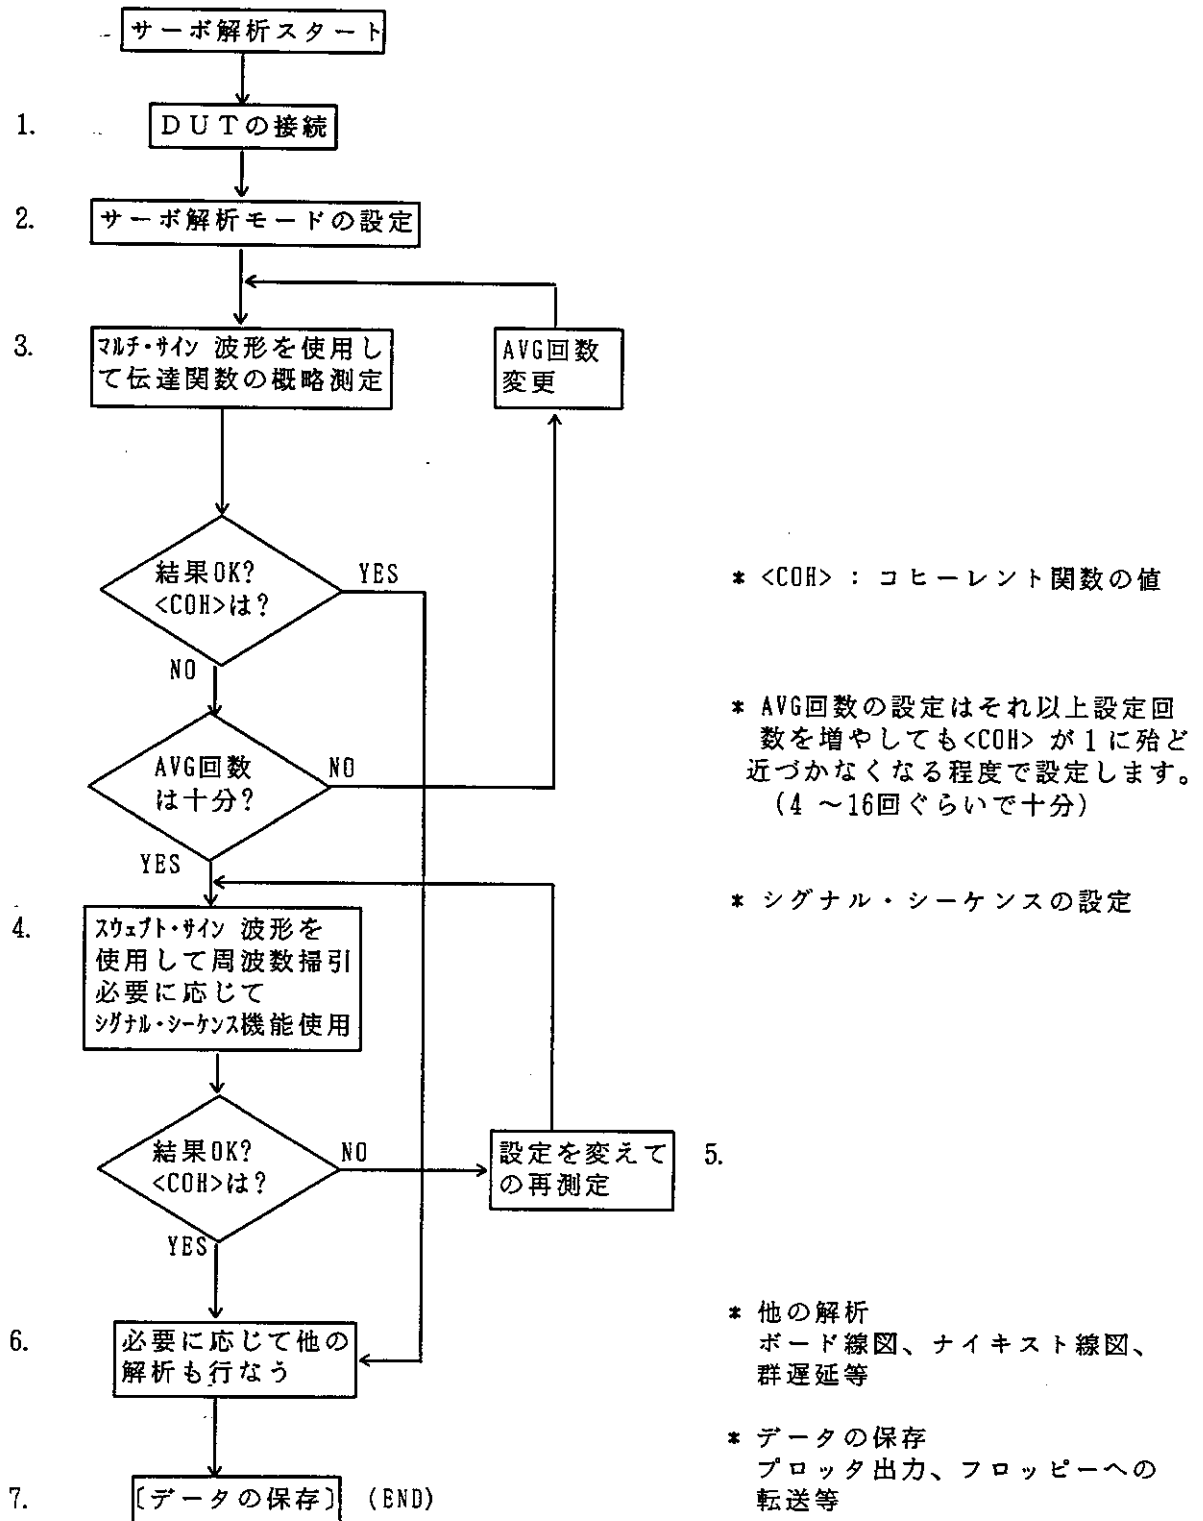 サーボ解析スタート
1.
DUTの接続
2.
サーボ解析モードの設定
3.
マルチ・サイン 波形を使用し
て伝達関数の概略測定
AVG回数
変更
結果OK?
<COH>は?
YES
NO
* <COH> : コヒーレント関数の値
AVG回数
は十分?
NO
YES
* AVG回数の設定はそれ以上設定回
数を増やしても<COH> が1に殆ど
近づかなくなる程度で設定します。
(4 ～16回ぐらいで十分)
* シグナル・シーケンスの設定
4.
スウェプト・サイン 波形を
使用して周波数掃引
必要に応じて
シグナル・シーケンス機能使用
結果OK?
<COH>は?
NO
YES
設定を変えて
の再測定
5.
6.
必要に応じて他の
解析も行なう
* 他の解析
ボード線図、ナイキスト線図、
群遅延等
* データの保存
プロッタ出力、フロッピーへの
転送等
7.
〔データの保存〕 (END)